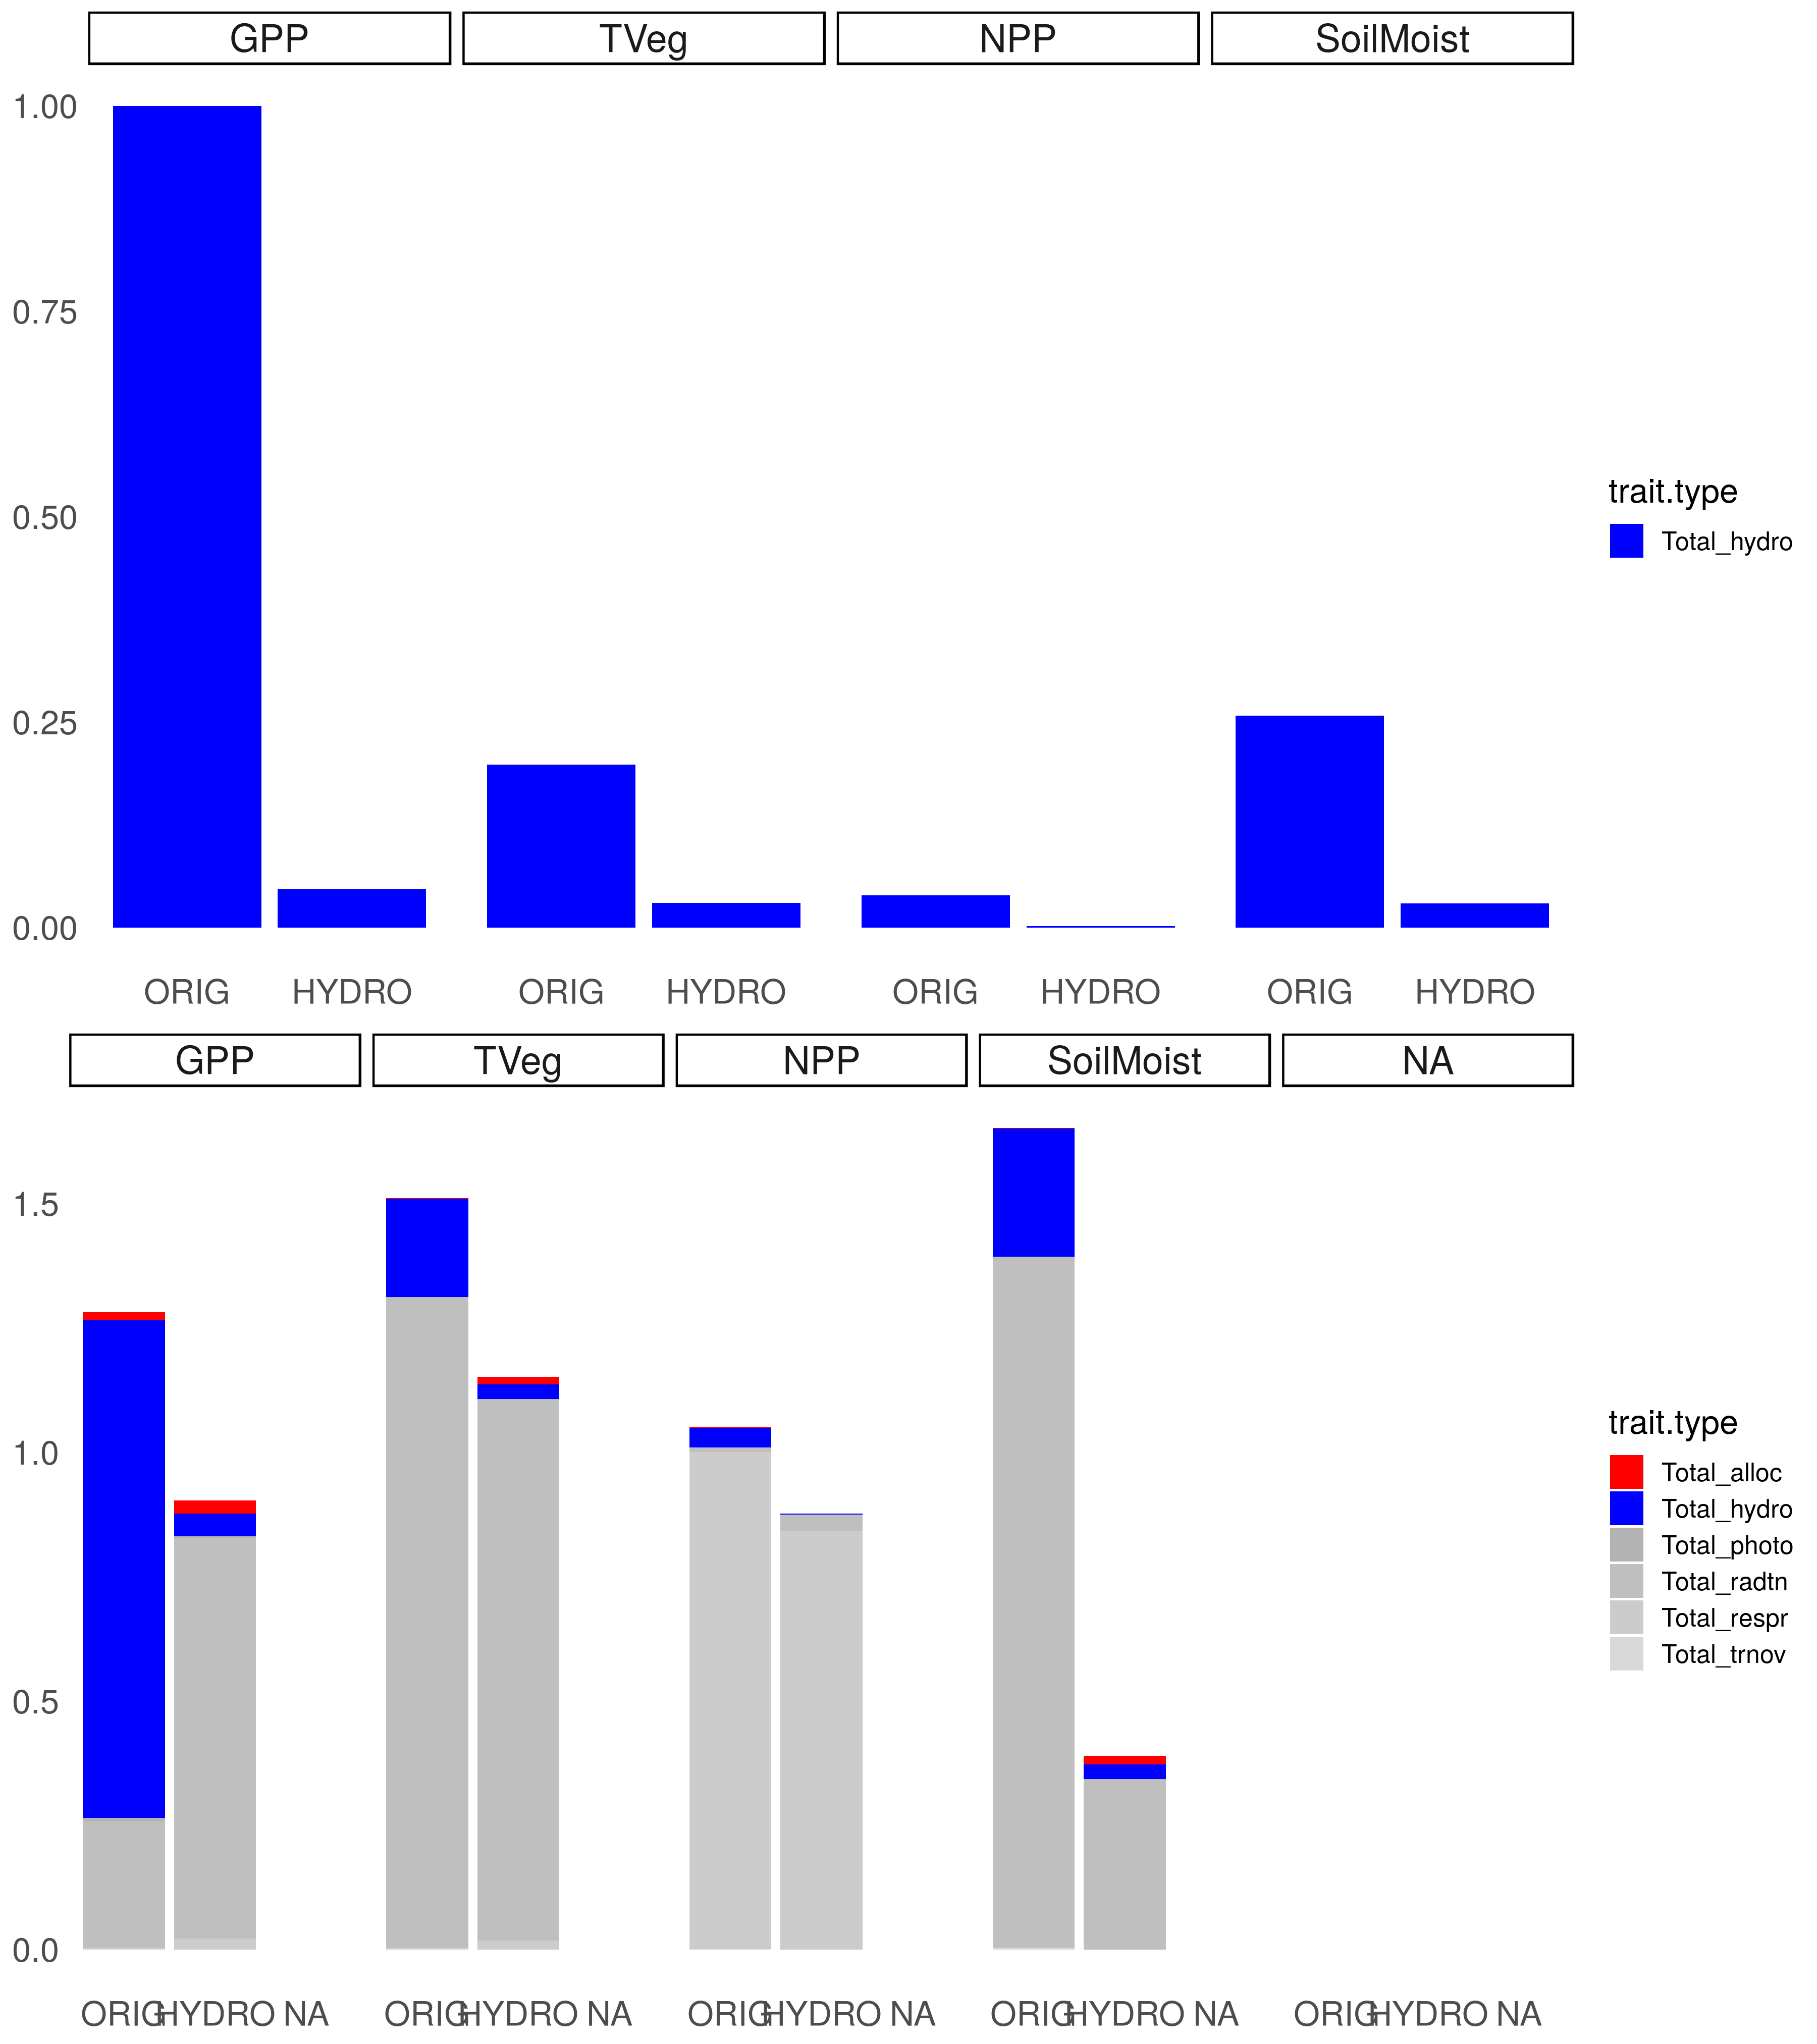 GPP TVeg NPP SoilMoist
1.00
0.75
0.50
0.25
0.00
trait.type
Total_hydro
ORIG HYDRO ORIG HYDRO ORIG HYDRO ORIG HYDRO
GPP TVeg NPP SoilMoist NA
1.5
1.0
0.5
0.0
trait.type
Total_alloc
Total_hydro
Total_photo
Total_radtn
Total_respr
Total_trnov
ORIG HYDRO NA ORIG HYDRO NA ORIG HYDRO NA ORIG HYDRO NA ORIG HYDRO NA